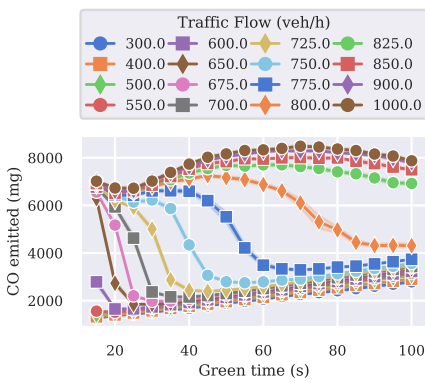 Traffic Flow (veh/h)
300.0 600.0 725.0 825.0
400.0 650.0 750.0 850.0
500.0 675.0 775.0 900.0
550.0 700.0 800.0 1000.0
8000
6000
4000
2000
CO emitted (mg)
20 40 60 80 100
Green time (s)